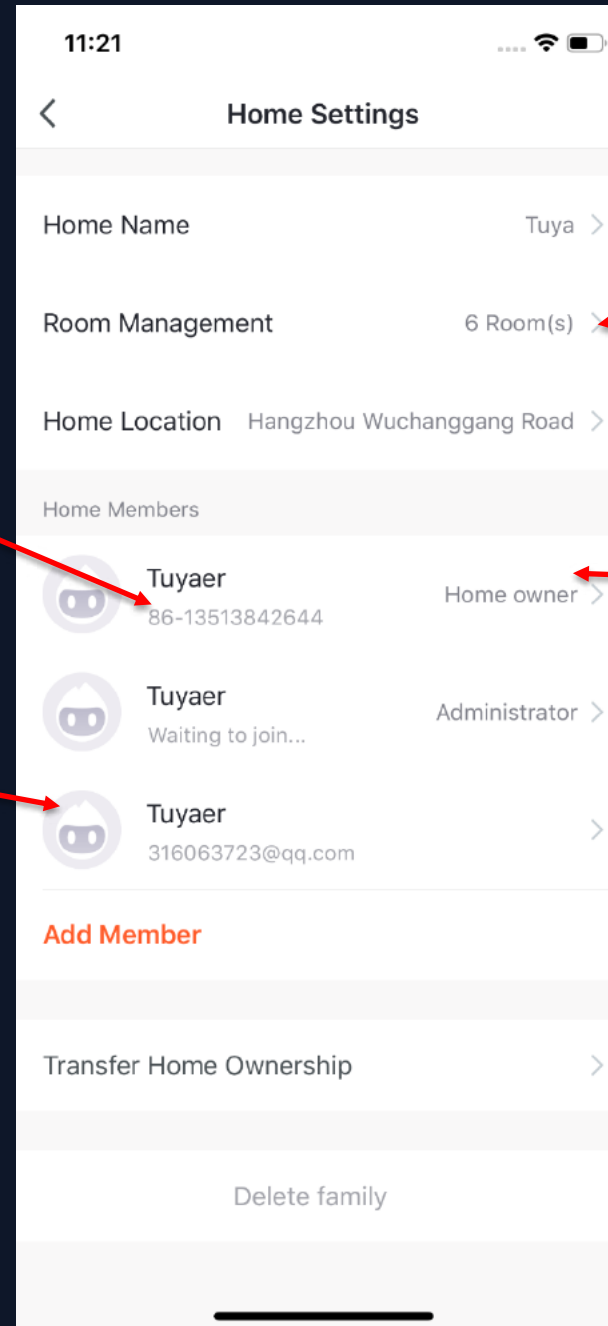 11:21
Home Settings
Home Name Tuya
Room Management 6 Room(s)
Home Location Hangzhou Wuchanggang Road
Home Members
Tuyaer
Home owner
86-13513842644
Tuyaer
Administrator
Waiting to join...
Tuyaer
316063723@qq.com
Add Member
Transfer Home Ownership
Delete family